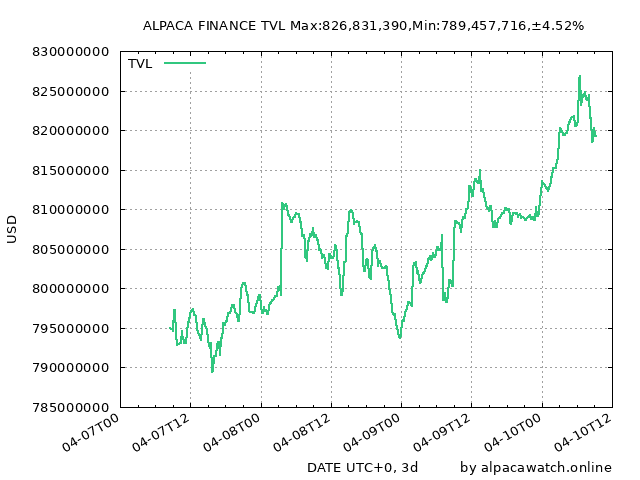 ALPACA FINANCE TVL Max:826,831,390,Min:789,457,716,±4.52%
830000000
TVL
825000000
820000000
815000000
810000000
USD
805000000
800000000
795000000
790000000
785000000
04-07T00
04-07T12
04-08T00
04-08T12
04-09T00
04-09T12
04-10T00
04-10T12
DATE UTC+0, 3d
by alpacawatch.online